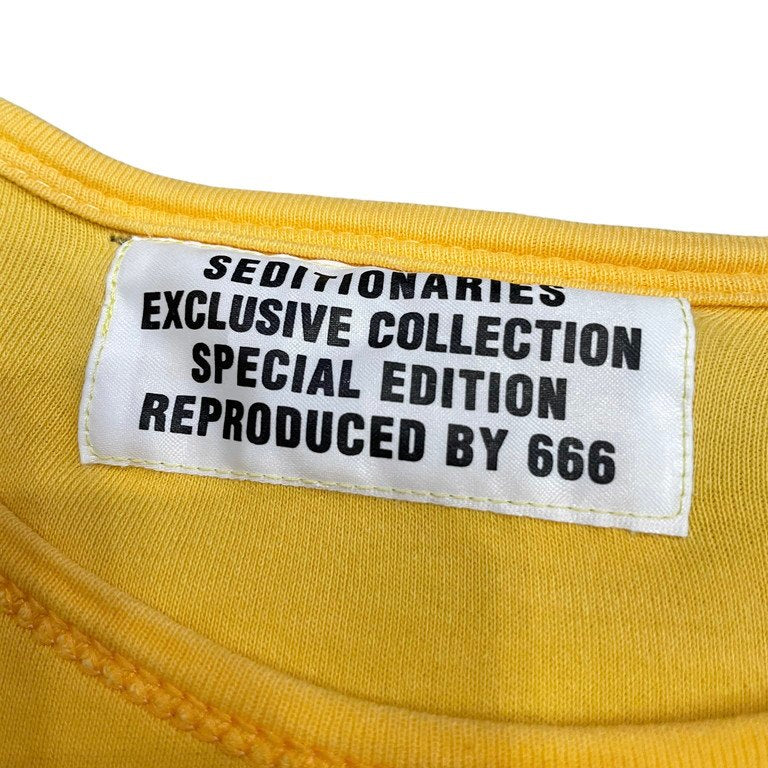 SEDITIONARIES
EXCLUSIVE COLLECTION
SPECIAL EDITION
REPRODUCED BY 666